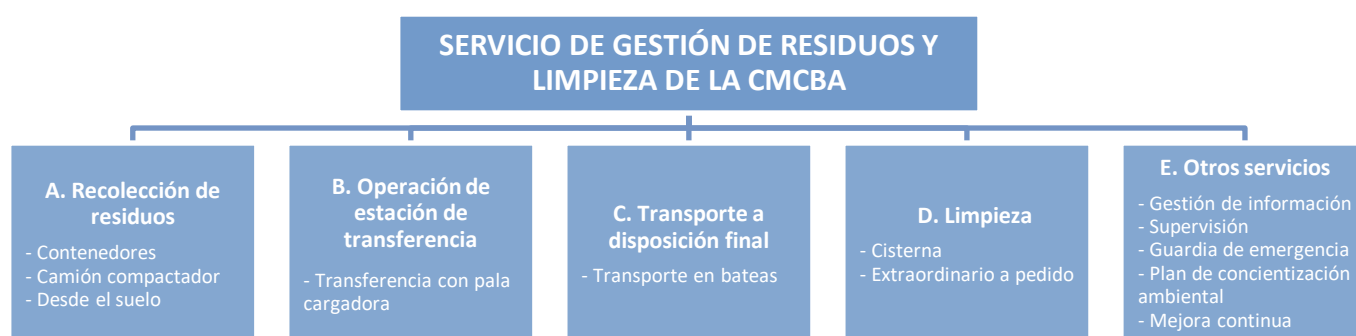 SERVICIO DE GESTIÓN DE RESIDUOS Y
LIMPIEZA DE LA CMCBA
A. Recolección de
residuos
- Contenedores
- Camión compactador
- Desde el suelo
B. Operación de
estación de
transferencia
- Transferencia con pala
cargadora
C. Transporte a
disposición final
- Transporte en bateas
D. Limpieza
- Cisterna
- Extraordinario a pedido
E. Otros servicios
- Gestión de información
- Supervisión
- Guardia de emergencia
- Plan de concientización
ambiental
- Mejora continua